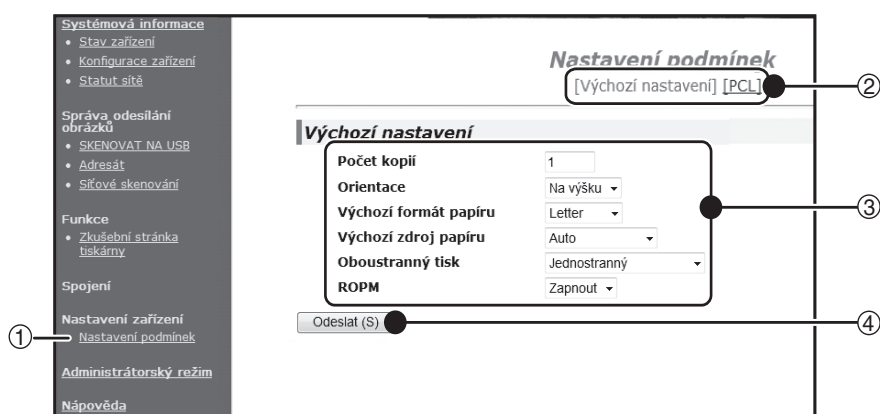 Systémová informace
• Stav zařízení
• Konfigurace zařízení
• Statut sítě
Správa odesílání
obrázků
• SKENOVAT NA USB
• Adresát
• Síťové skenování
Funkce
• Zkušební stránka
tiskárny
Spojení
Nastavení zařízení
Nastavení podmínek
Administrátorský režim
Nápověda
①
Nastavení podmínek
[Výchozí nastavení] [PCL]
②
Výchozí nastavení
Počet kopií 1
Orientace Na výšku
Výchozí formát papíru Letter
③
Výchozí zdroj papíru Auto
Oboustranný tisk Jednostranný
ROPM Zapnout
Odeslat (S)
④